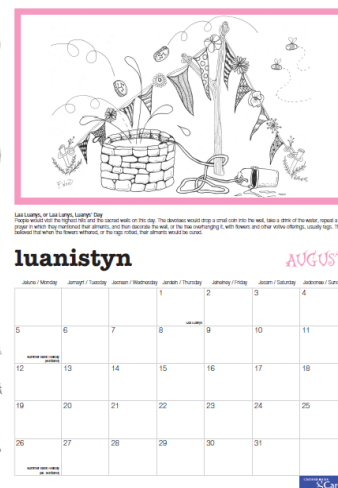 Laa Luanys, or Laa Lunys, Luanys' Day
People would visit the highest hills and the sacred wells on this day. The devotees would drop a small coin into the well, take a drink of the water, repeat a
prayer in which they mentioned their ailments, and then decorate the well, or the tree overhanging it, with flowers and other votive offerings, usually rags.
believed that when the flowers withered, or the rags rotted, their ailments would be cured.
luanistyn AUGUST
Jelune / Monday Jemayrt / Tuesday Jecrean / Wednesday Jerdein / Thursday Jeheiney / Friday Jesarn / Saturday Jedoonee
1 2 3 4
Laa Luanys
5 6 7 8 9 10 11
12 13 14 15 16 17 18
19 20 21 22 23 24 25
26 27 28 29 30 31